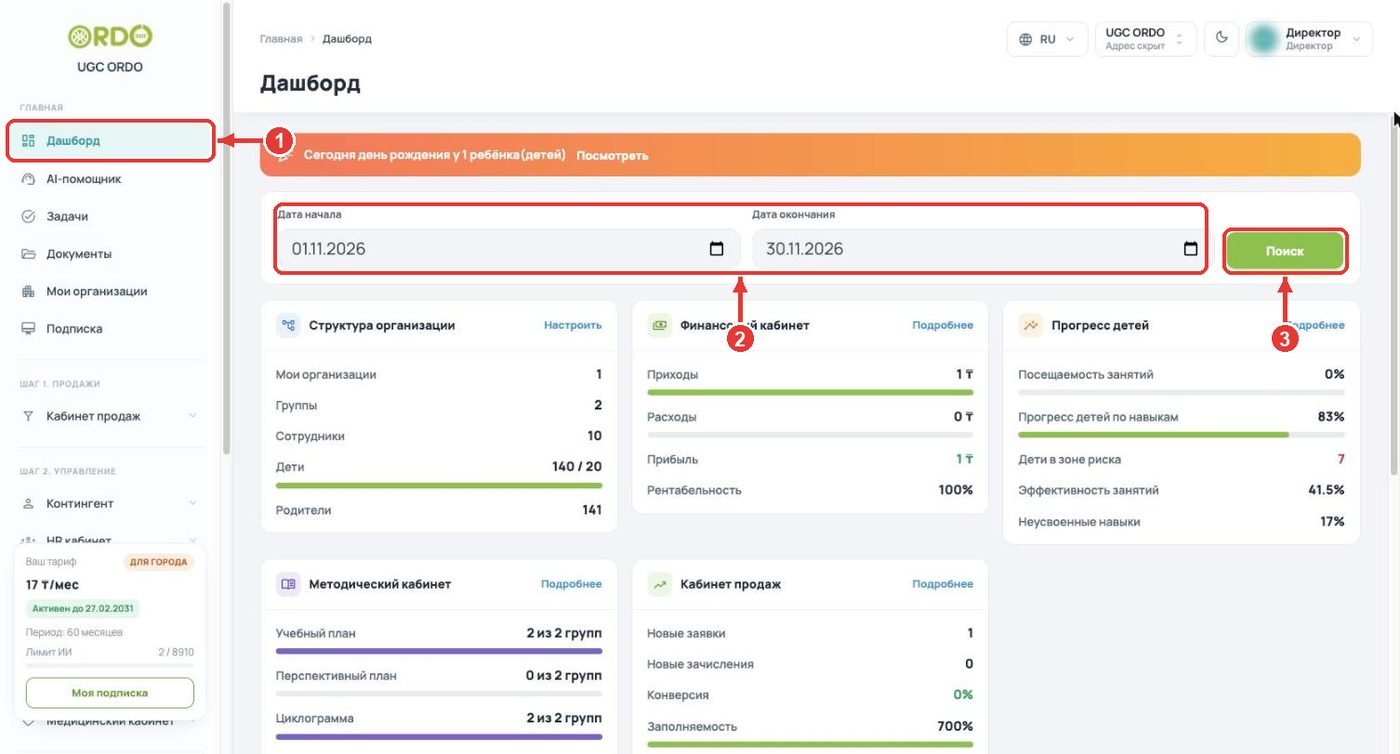 ORDO
UGC ORDO
ГЛАВНАЯ
Дашборд
AI-помощник
Задачи
Документы
Мои организации
Подписка
ШАГ 1. ПРОДАЖИ
Кабинет продаж
ШАГ 2. УПРАВЛЕНИЕ
Контингент
HR кабинет
Ваш тариф ДЛЯ ГОРОДА
17 ₸/мес
Активен до 27.02.2031
Период: 60 месяцев
Лимит ИИ 2 / 8910
Моя подписка
Медицинский кабинет
Главная > Дашборд
RU
UGC ORDO
Адрес скрыт
Директор
Директор
Дашборд
1
Сегодня день рождения у 1 ребёнка(детей) Посмотреть
Дата начала
01.11.2026
Дата окончания
30.11.2026
Поиск
2
3
Структура организации Настроить
Мои организации 1
Группы 2
Сотрудники 10
Дети 140 / 20
Родители 141
кабинет Подробнее
Приходы 1 ₸
Расходы 0 ₸
Прибыль 1 ₸
Рентабельность 100%
Прогресс детей
Посещаемость занятий 0%
Прогресс детей по навыкам 83%
Дети в зоне риска 7
Эффективность занятий 41.5%
Неусвоенные навыки 17%
Методический кабинет Подробнее
Учебный план 2 из 2 групп
Перспективный план 0 из 2 групп
Циклограмма 2 из 2 групп
Кабинет продаж Подробнее
Новые заявки 1
Новые зачисления 0
Конверсия 0%
Заполняемость 700%